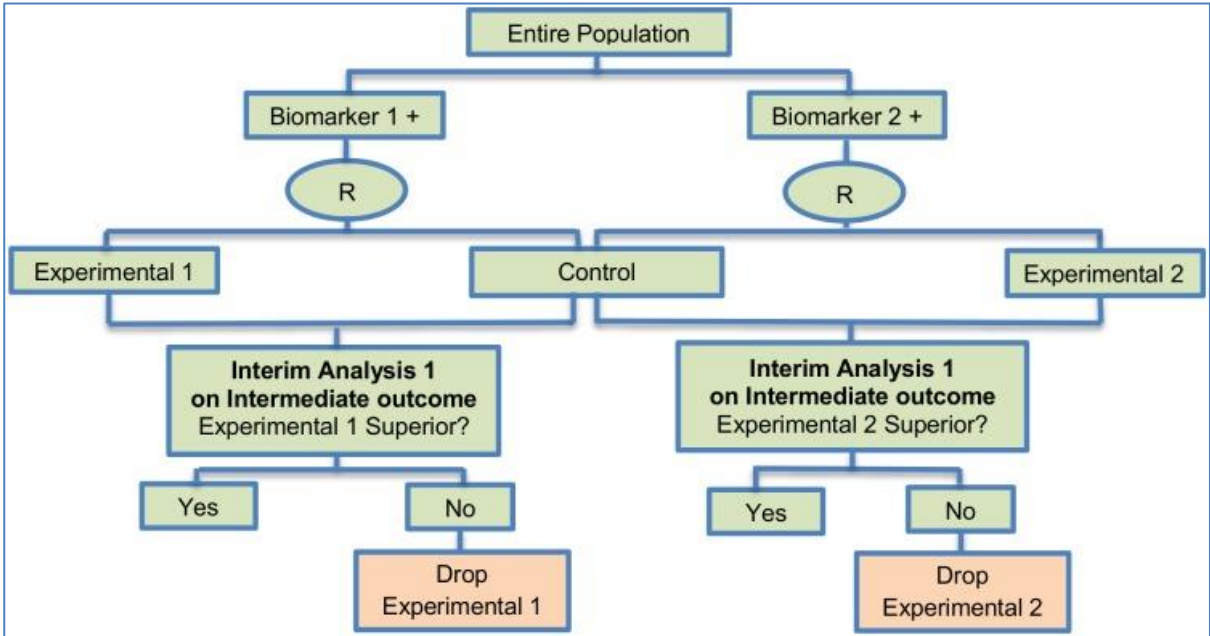 Entire Population
Biomarker 1 +
Biomarker 2 +
R
R
Experimental 1
Control
Experimental 2
Interim Analysis 1
on Intermediate outcome
Experimental 1 Superior?
Interim Analysis 1
on Intermediate outcome
Experimental 2 Superior?
Yes
No
Yes
No
Drop
Experimental 1
Drop
Experimental 2